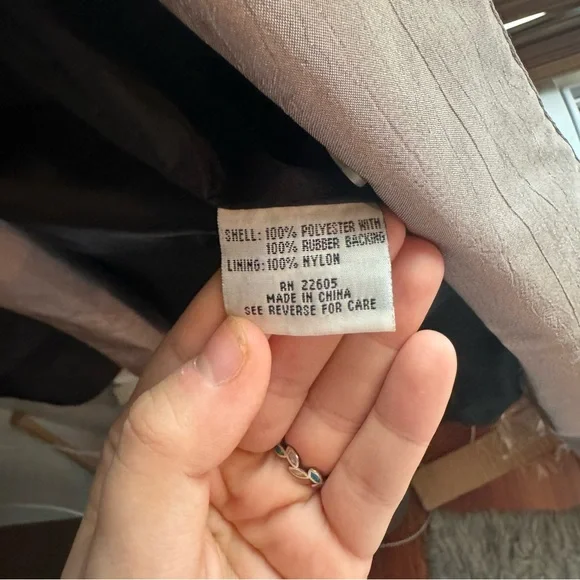 SHELL: 100% POLYESTER WITH
100% RUBBER BACKING
LINING: 100% NYLON
RN 22605
MADE IN CHINA
SEE REVERSE FOR CARE